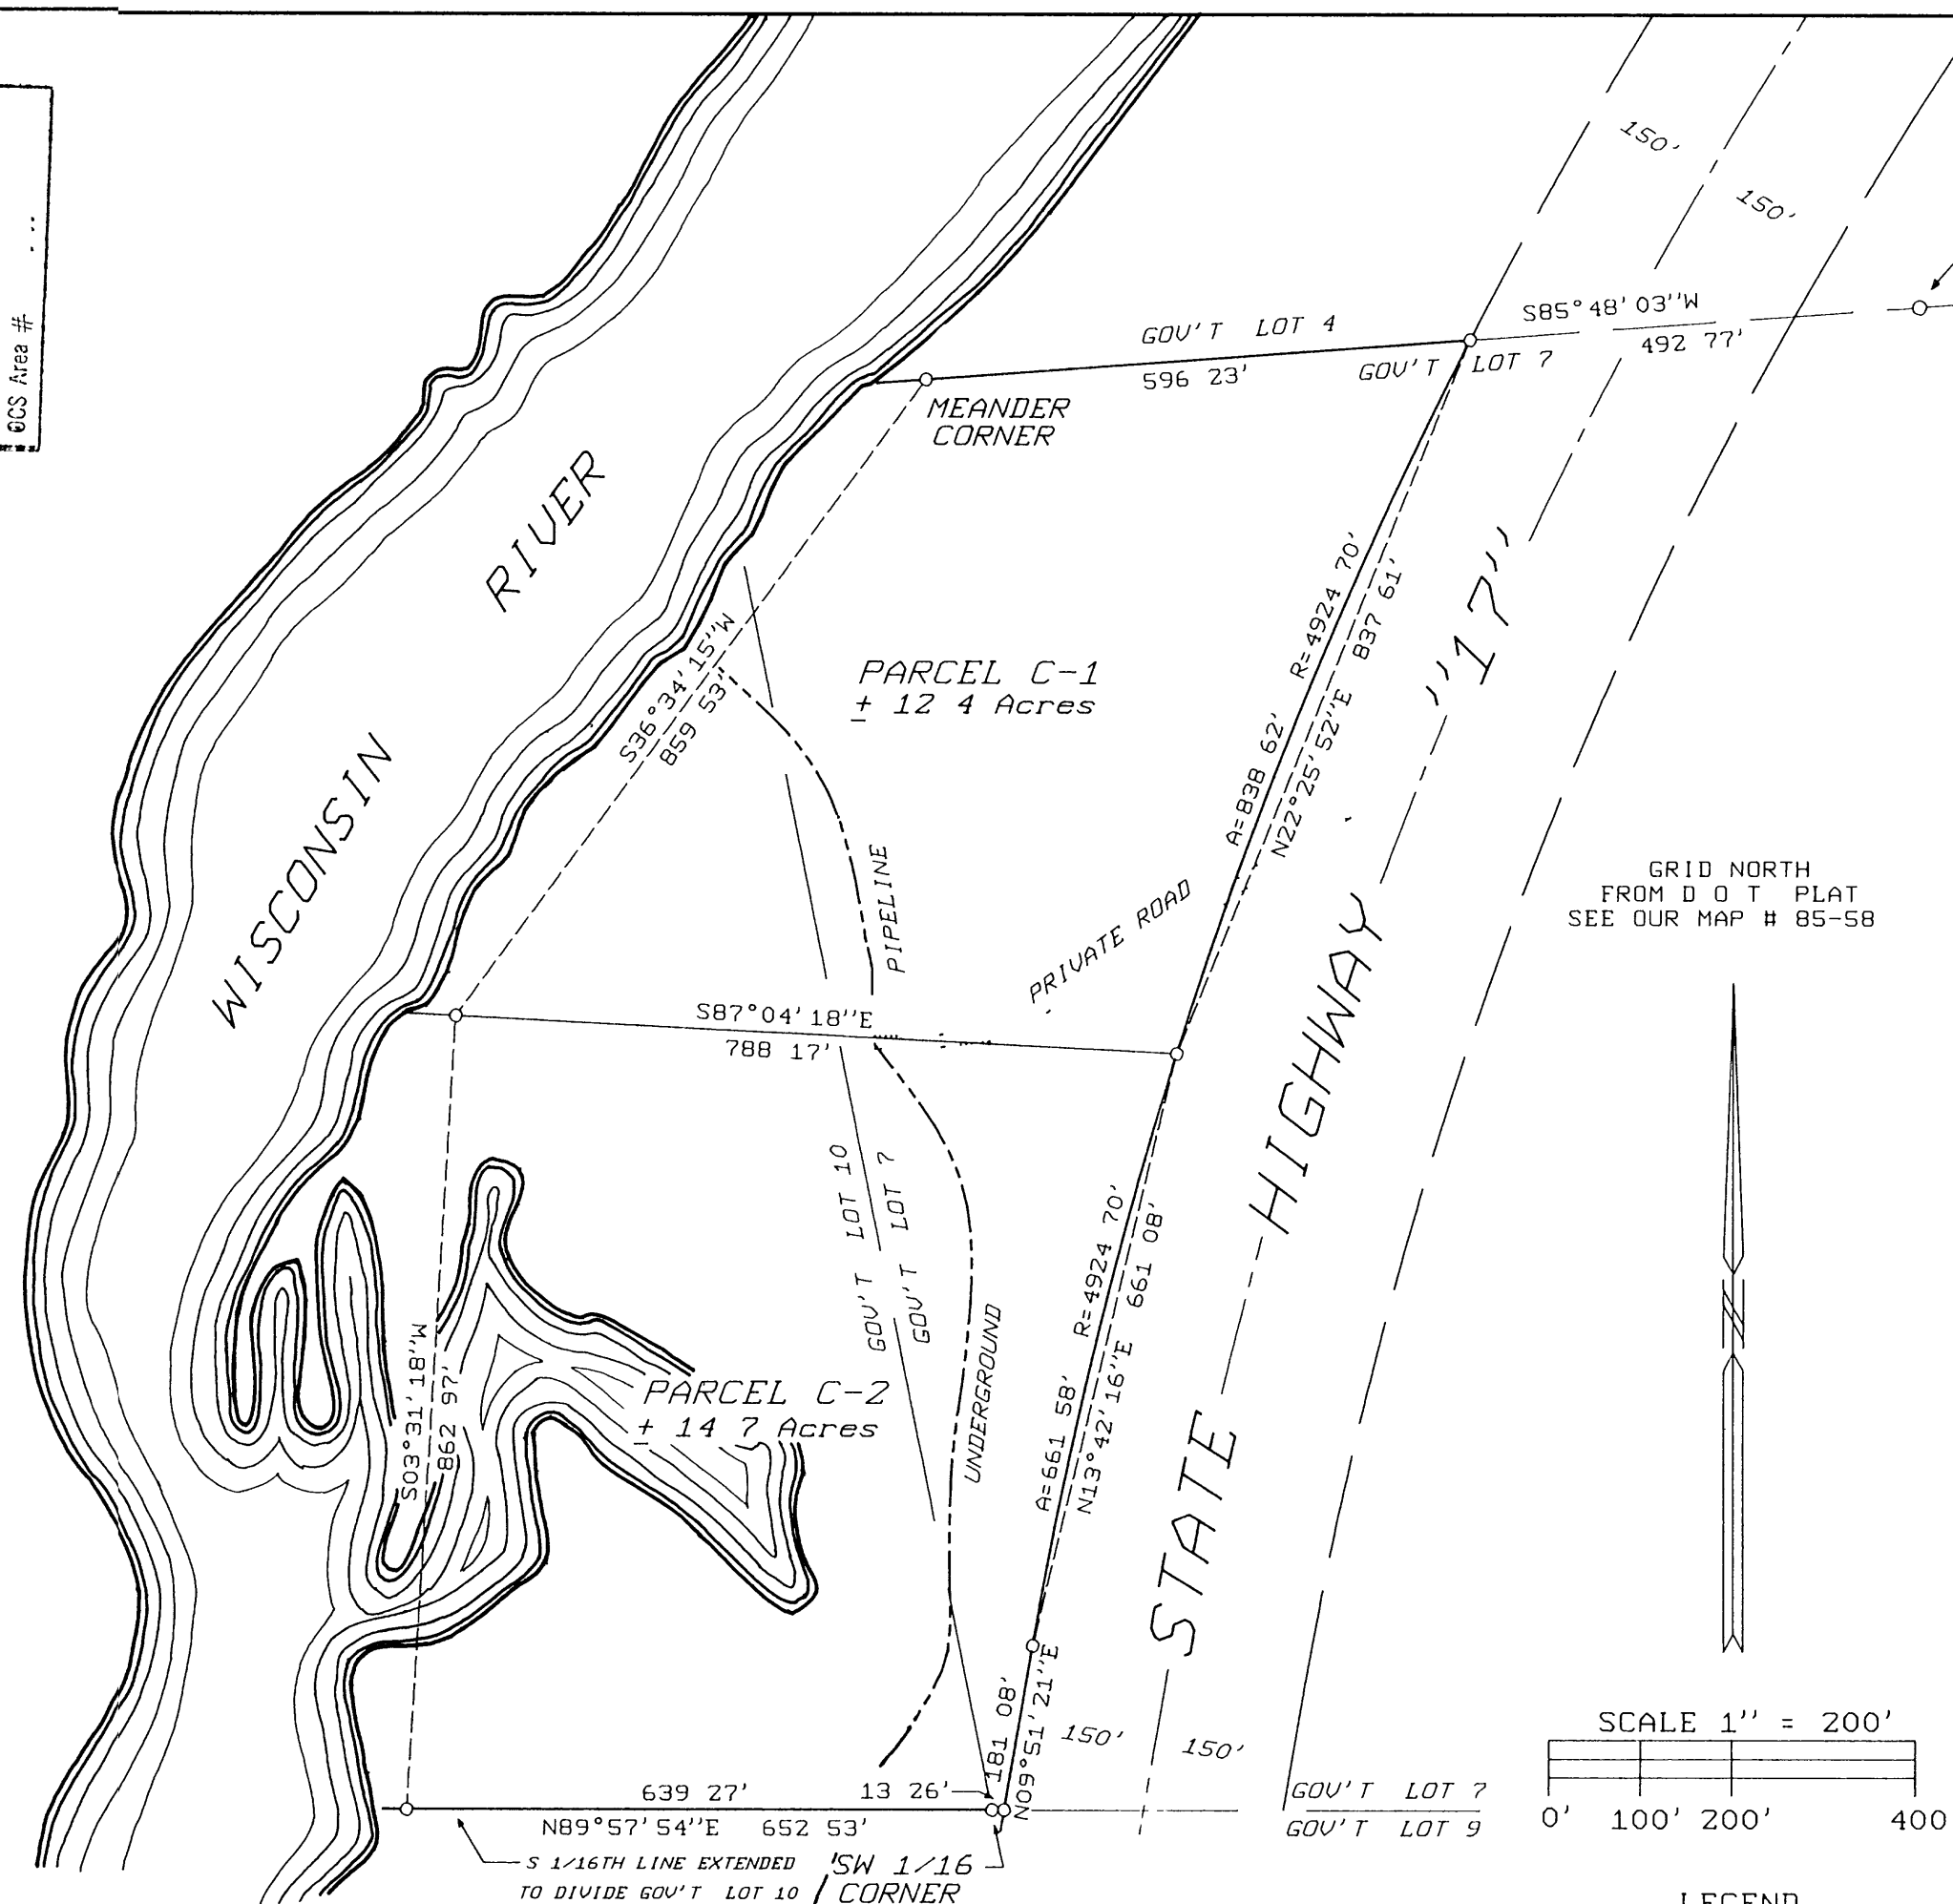 OCS Area #
150'
150'
S85°48'03''W
492 77'
GOV'T LOT 4
596 23'
GOV'T LOT 7
MEANDER
CORNER
WISCONSIN RIVER
S36°34'15''W
859 53'
PARCEL C-1
± 12 4 Acres
R=4924 70'
A=838 62'
N22°25'52''E 837 61'
STATE HIGHWAY ''17''
PIPELINE
PRIVATE ROAD
GRID NORTH
FROM D O T PLAT
SEE OUR MAP # 85-58
S87°04'18''E
788 17'
GOV'T LOT 10
GOV'T LOT 7
R=4924 70'
A=661 58'
N13°42'16''E 661 08'
UNDERGROUND
S03°31'18''W
862 97'
PARCEL C-2
± 14 7 Acres
181 08'
N09°51'21''E
150'
150'
SCALE 1'' = 200'
0' 100' 200' 400
639 27'
13 26'
N89°57'54''E 652 53'
GOV'T LOT 7
GOV'T LOT 9
S 1/16TH LINE EXTENDED
TO DIVIDE GOV'T LOT 10
SW 1/16
CORNER
LEGEND